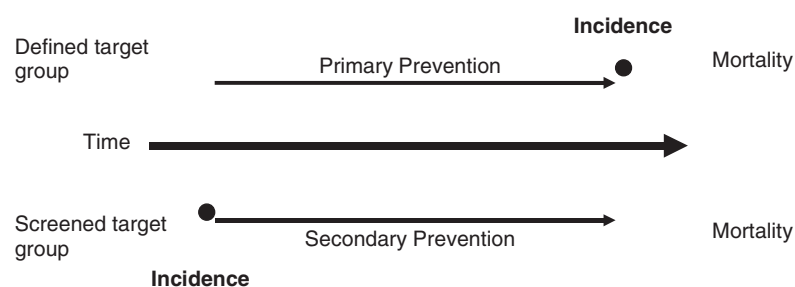 Incidence
Defined target
group
Primary Prevention
Mortality
Time
Screened target
group
Secondary Prevention
Mortality
Incidence